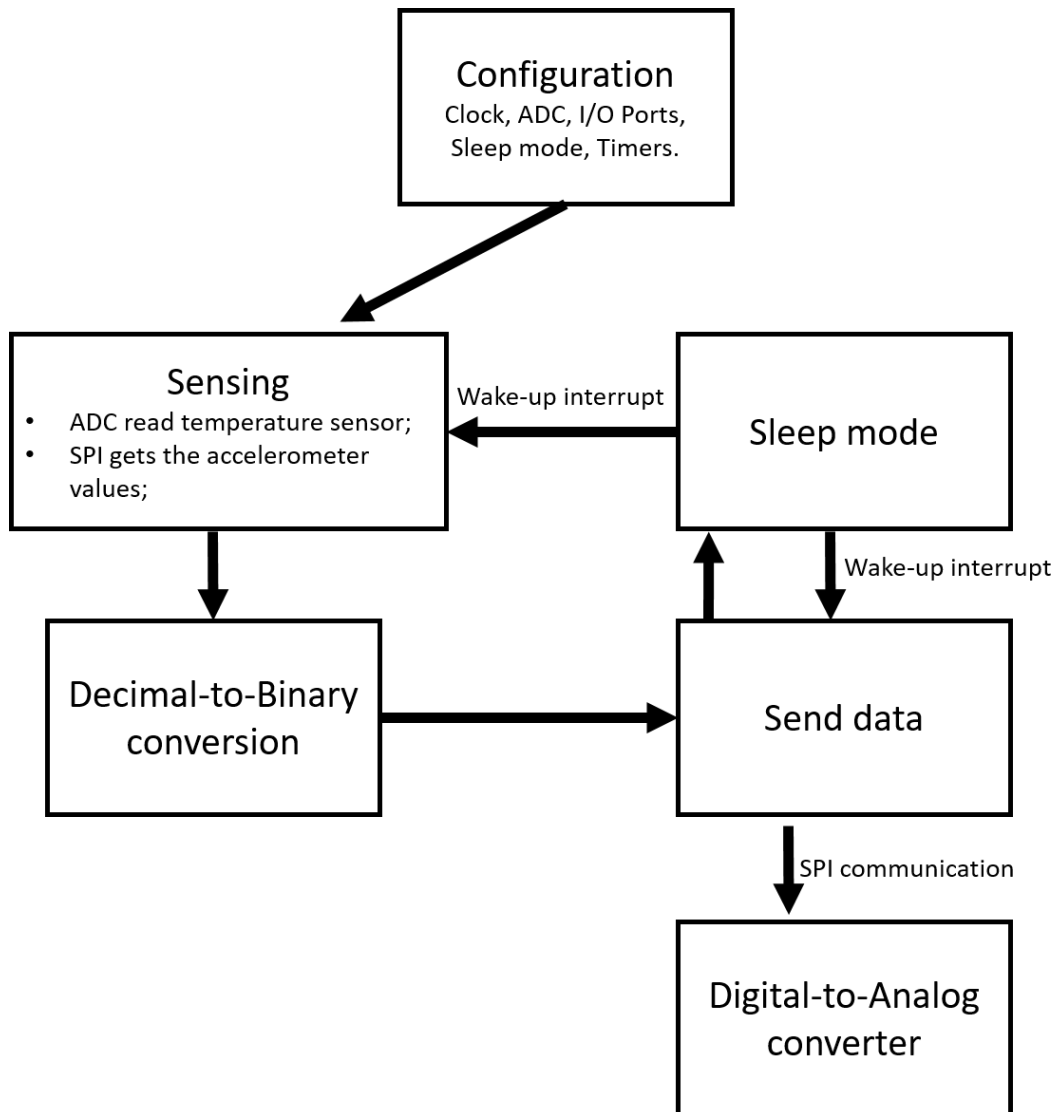 Configuration
Clock, ADC, I/O Ports,
Sleep mode, Timers.
Sensing
• ADC read temperature sensor;
• SPI gets the accelerometer
values;
Wake-up interrupt
Sleep mode
Wake-up interrupt
Decimal-to-Binary
conversion
Send data
SPI communication
Digital-to-Analog
converter